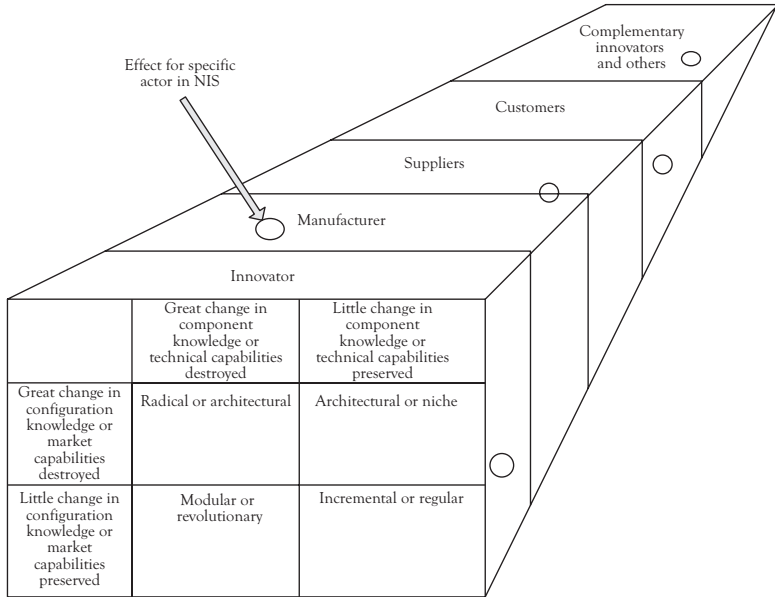 Complementary
innovators
and others
Effect for specific
actor in NIS
Customers
Suppliers
Manufacturer
Innovator
Great change in
component
knowledge or
technical capabilities
destroyed
Little change in
component
knowledge or
technical capabilities
preserved
Great change in
configuration
knowledge or
market
capabilities
destroyed
Radical or architectural
Architectural or niche
Little change in
configuration
knowledge or
market
capabilities
preserved
Modular or
revolutionary
Incremental or regular